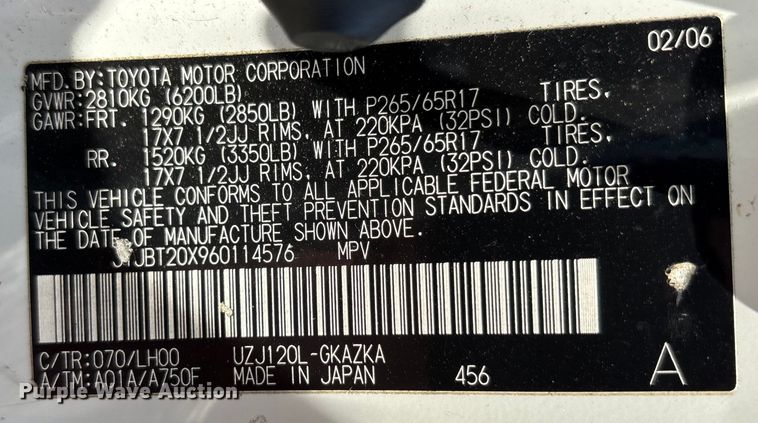 02/06
MFD. BY: TOYOTA MOTOR CORPORATION
GVWR: 2810KG (6200LB)
GAWR: FRT. 1290KG (2850LB) WITH P265/65R17 TIRES,
17X7 1/2JJ RIMS, AT 220KPA (32PSI) COLD.
RR. 1520KG (3350LB) WITH P265/65R17 TIRES,
17X7 1/2JJ RIMS, AT 220KPA (32PSI) COLD.
THIS VEHICLE CONFORMS TO ALL APPLICABLE FEDERAL MOTOR
VEHICLE SAFETY AND THEFT PREVENTION STANDARDS IN EFFECT ON
THE DATE OF MANUFACTURE SHOWN ABOVE.
MPV
C/TR: 070/LH00 UZJ120L-GKAZKA
A/TM: A01A/A750F MADE IN JAPAN 456 A
Purple Wave Auction